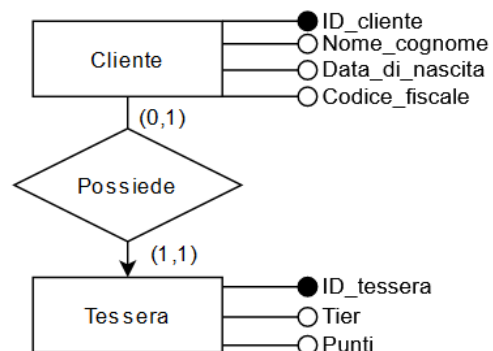 ID_cliente
Nome_cognome
Cliente
Data_di_nascita
Codice_fiscale
(0,1)
Possiede
(1,1)
ID_tessera
Tessera
Tier
Punti